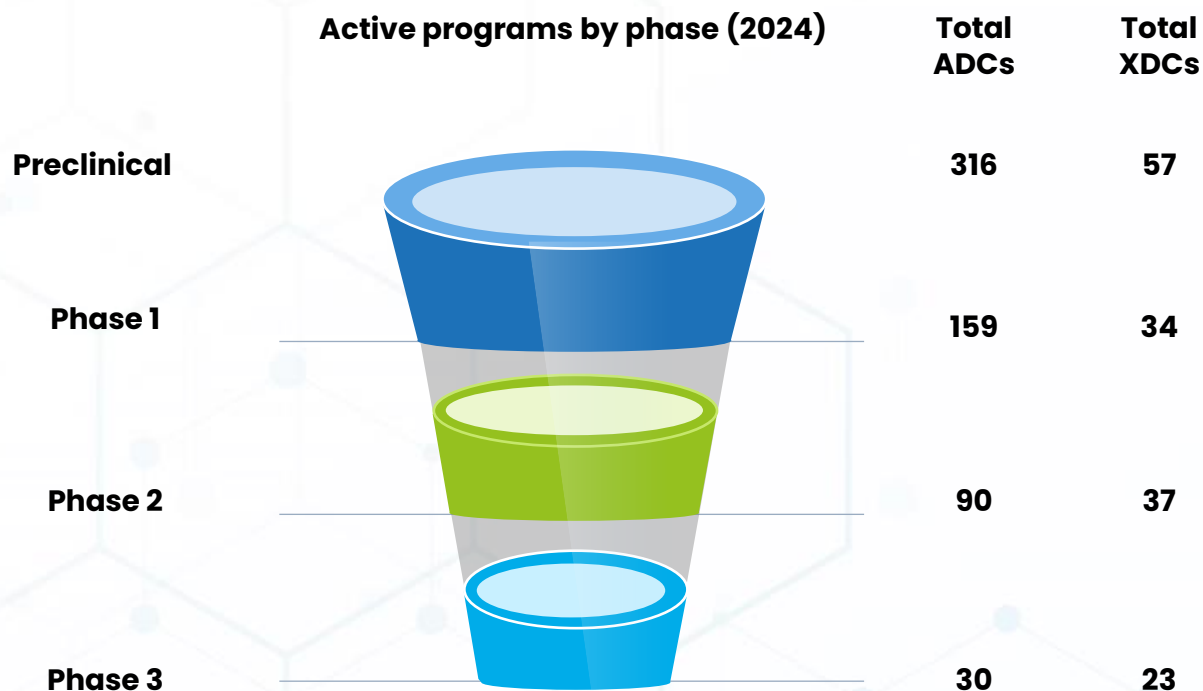 Active programs by phase (2024)
Total
ADCs
Total
XDCs
Preclinical
316
57
Phase 1
159
34
Phase 2
90
37
Phase 3
30
23